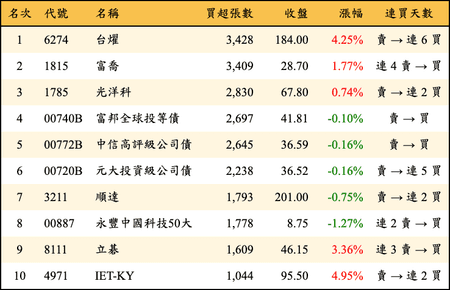 名次 代號 名稱 買超張數 收盤 漲幅 連買天數
1 6274 台燿 3,428 184.00 4.25% 賣 → 連 6 買
2 1815 富喬 3,409 28.70 1.77% 連 4 賣 → 買
3 1785 光洋科 2,830 67.80 0.74% 賣 → 連 2 買
4 00740B 富邦全球投等債 2,697 41.81 -0.10% 賣 → 買
5 00772B 中信高評級公司債 2,645 36.59 -0.16% 賣 → 買
6 00720B 元大投資級公司債 2,238 36.52 -0.16% 賣 → 連 5 買
7 3211 順達 1,793 201.00 -0.75% 賣 → 連 2 買
8 00887 永豐中國科技50大 1,778 8.75 -1.27% 連 2 賣 → 買
9 8111 立碁 1,609 46.15 3.36% 連 3 賣 → 買
10 4971 IET-KY 1,044 95.50 4.95% 賣 → 連 2 買